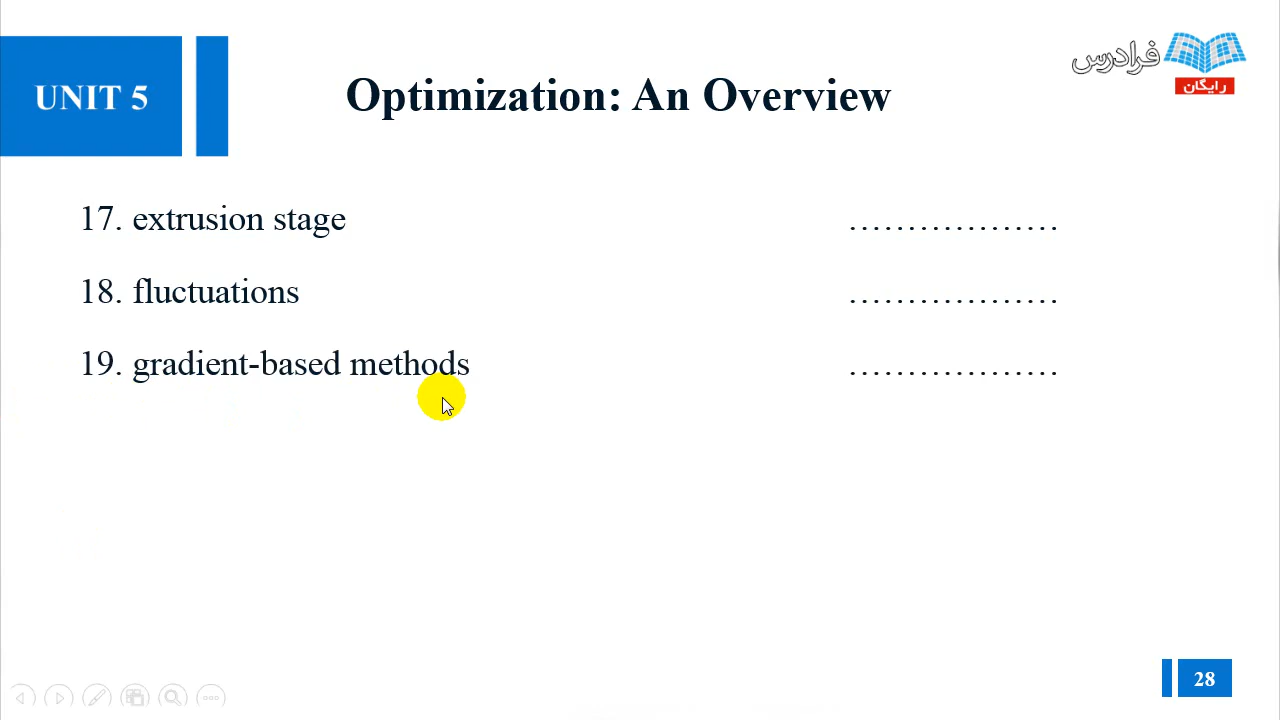 فرادرس
رایگان
UNIT 5
Optimization: An Overview
17. extrusion stage ..................
18. fluctuations ..................
19. gradient-based methods ..................
28